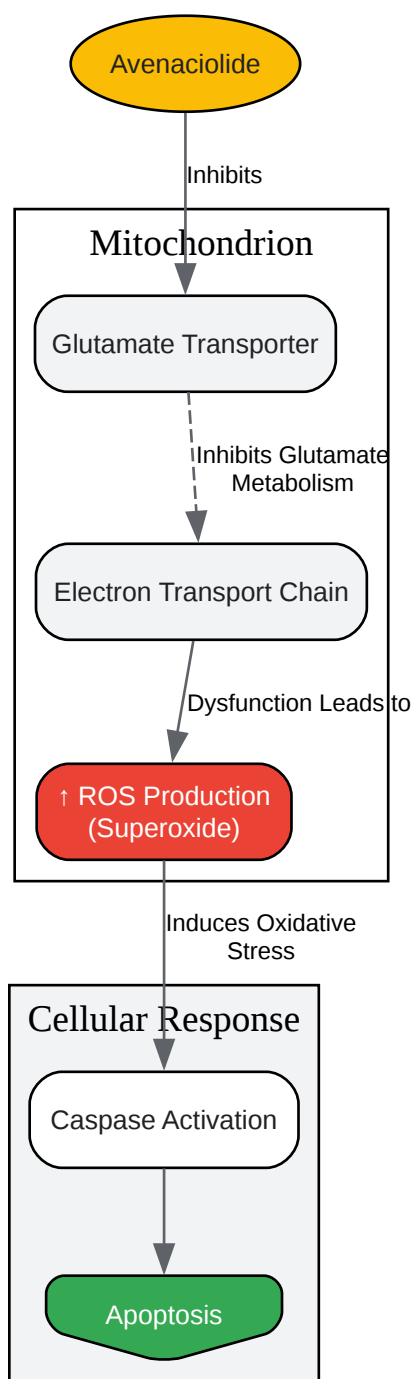 Avenaciolide
Inhibits
Mitochondrion
Glutamate Transporter
Inhibits Glutamate
Metabolism
Electron Transport Chain
Dysfunction Leads to
↑ ROS Production
(Superoxide)
Induces Oxidative
Stress
Cellular Response
Caspase Activation
Apoptosis